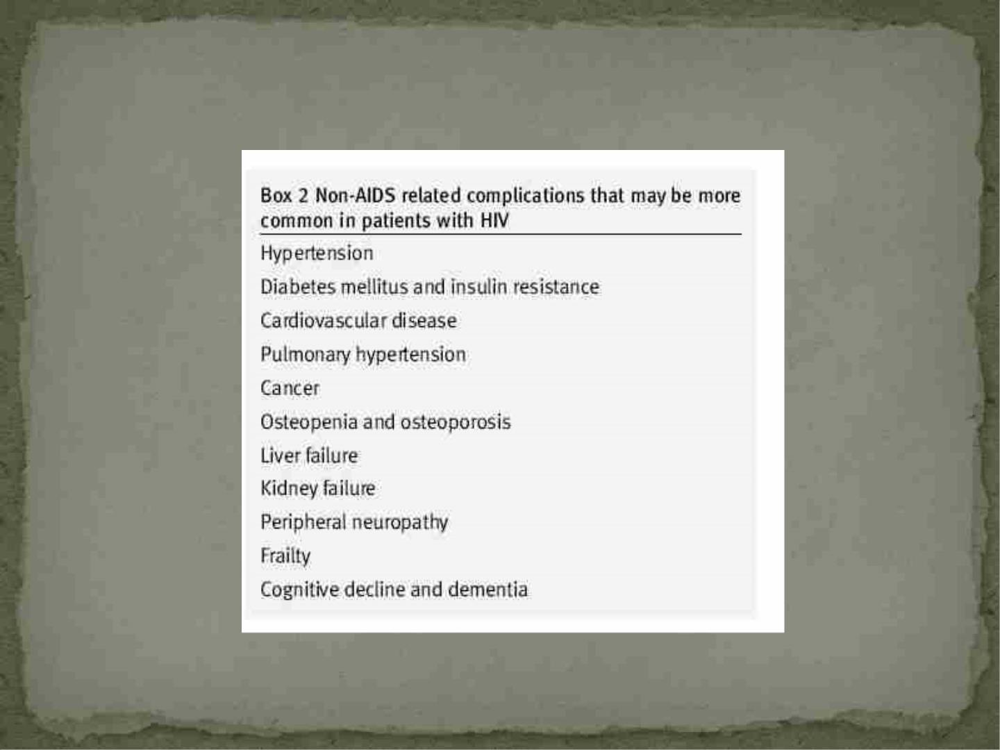 Box 2 Non-AIDS related complications that may be more
common in patients with HIV
Hypertension
Diabetes mellitus and insulin resistance
Cardiovascular disease
Pulmonary hypertension
Cancer
Osteopenia and osteoporosis
Liver failure
Kidney failure
Peripheral neuropathy
Frailty
Cognitive decline and dementia